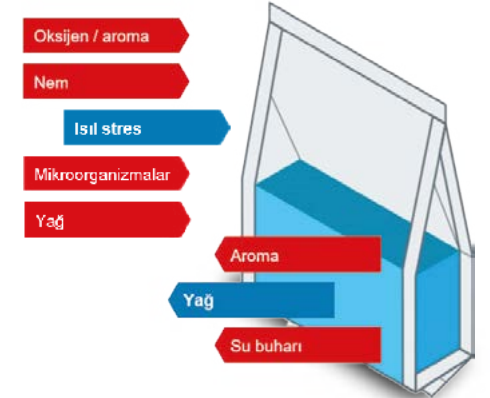 Oksijen / aroma
Nem
Isıl stres
Mikroorganizmalar
Yağ
Aroma
Yağ
Su buharı